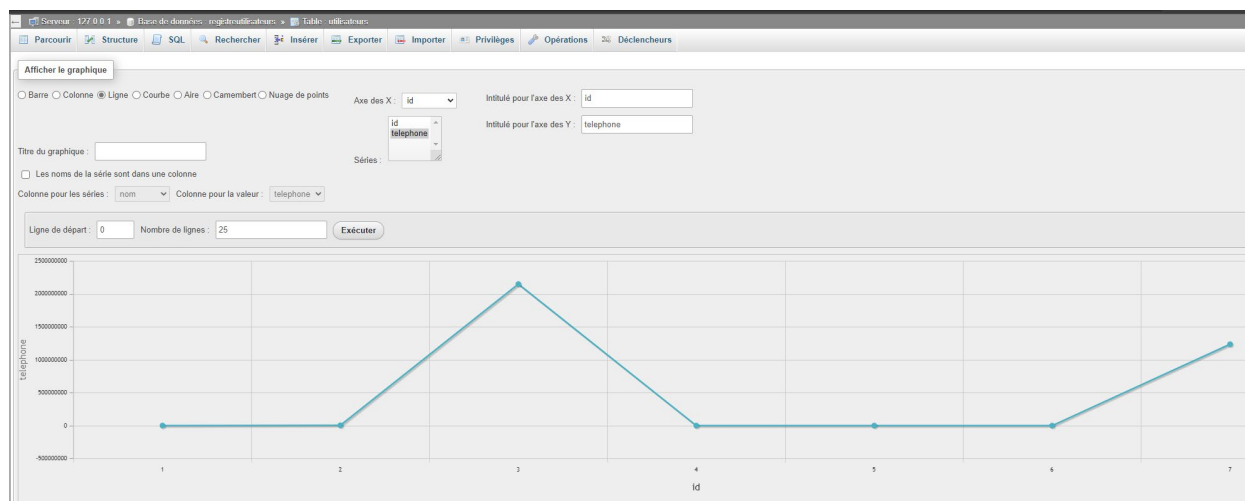 Serveur : 127.0.0.1 » Base de données : registreutilisateurs » Table : utilisateurs
Parcourir Structure SQL Rechercher Insérer Exporter Importer Privilèges Opérations Déclencheurs
Afficher le graphique
Barre Colonne Ligne Courbe Aire Camembert Nuage de points
Axe des X : id
Intitulé pour l'axe des X : id
id
telephone
Séries :
Intitulé pour l'axe des Y : telephone
Titre du graphique :
Les noms de la série sont dans une colonne
Colonne pour les séries : nom Colonne pour la valeur : telephone
Ligne de départ : 0 Nombre de lignes : 25 Exécuter
2500000000
2000000000
1500000000
1000000000
500000000
0
-500000000
telephone
1 2 3 4 5 6 7
id